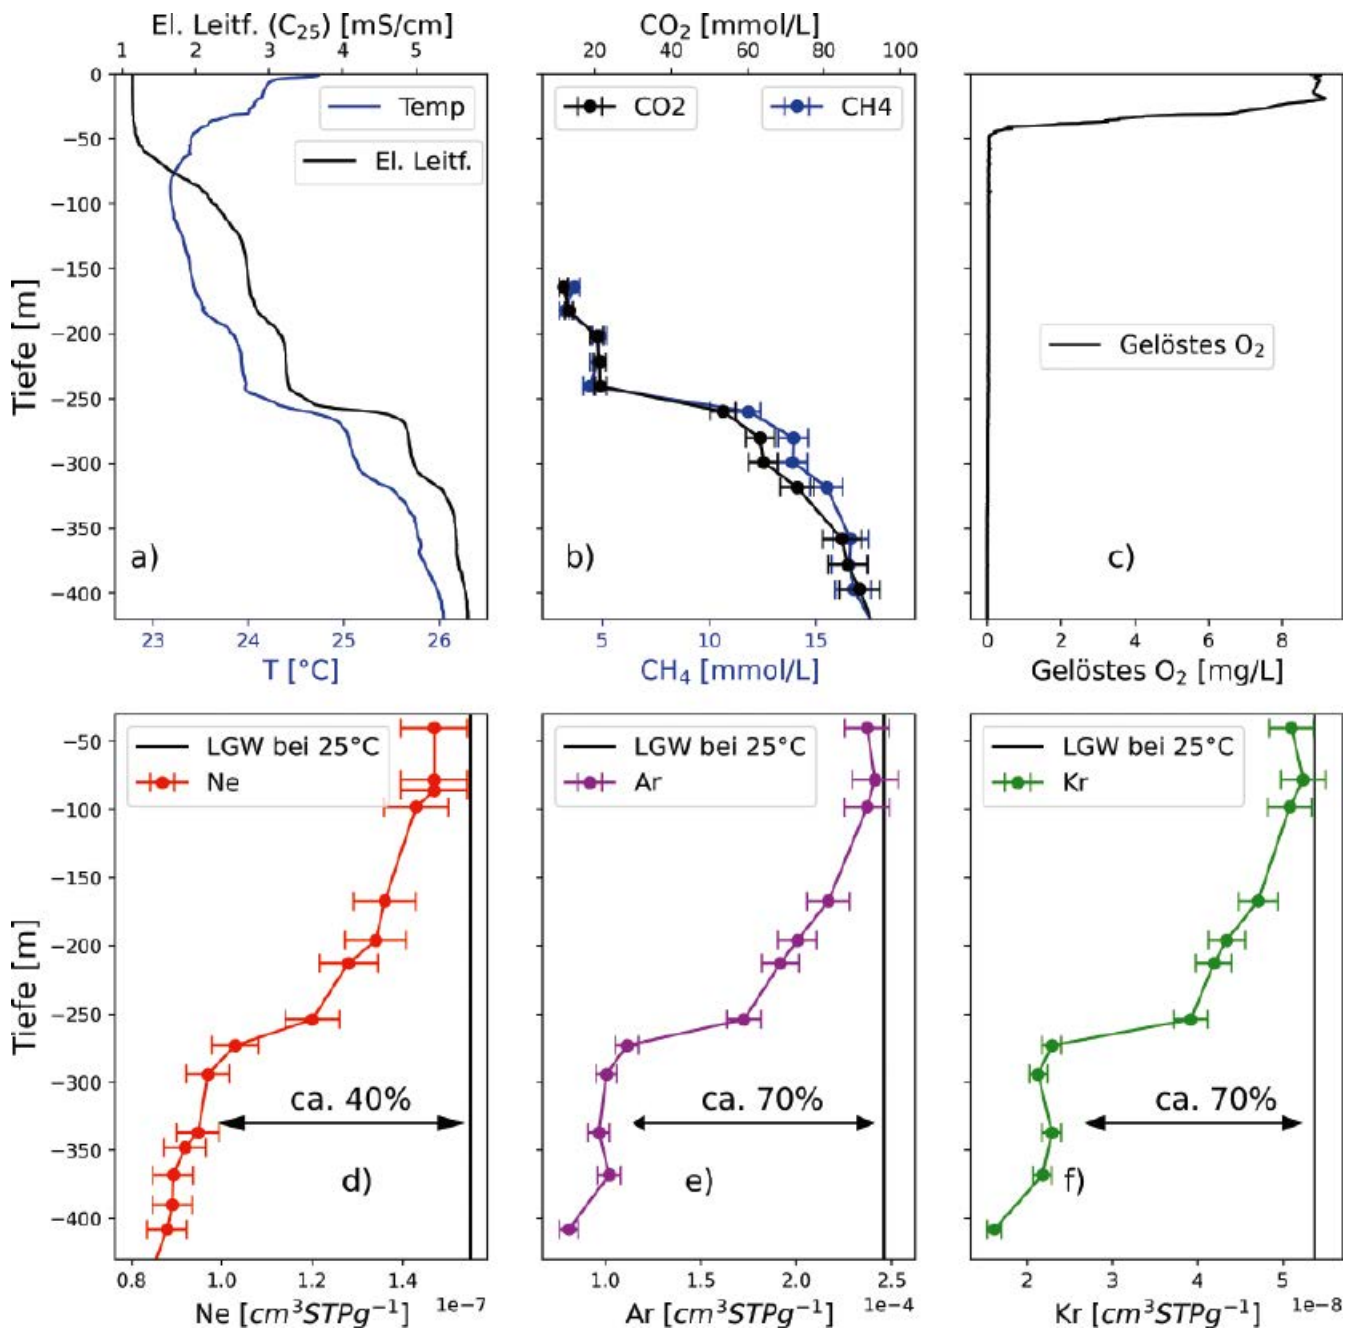 El. Leitf. (C₂₅) [mS/cm]
1 2 3 4 5
CO₂ [mmol/L]
20 40 60 80 100
0
−50
−100
−150
−200
−250
−300
−350
−400
Tiefe [m]
Temp
El. Leitf.
a)
23 24 25 26
T [°C]
CO2
CH4
b)
5 10 15
CH₄ [mmol/L]
Gelöstes O₂
c)
0 2 4 6 8
Gelöstes O₂ [mg/L]
−50
−100
−150
−200
−250
−300
−350
−400
Tiefe [m]
LGW bei 25°C
Ne
ca. 40%
d)
0.8 1.0 1.2 1.4
1e-7
Ne [cm³STPg⁻¹]
LGW bei 25°C
Ar
ca. 70%
e)
1.0 1.5 2.0 2.5
1e-4
Ar [cm³STPg⁻¹]
LGW bei 25°C
Kr
ca. 70%
f)
2 3 4 5
1e-8
Kr [cm³STPg⁻¹]